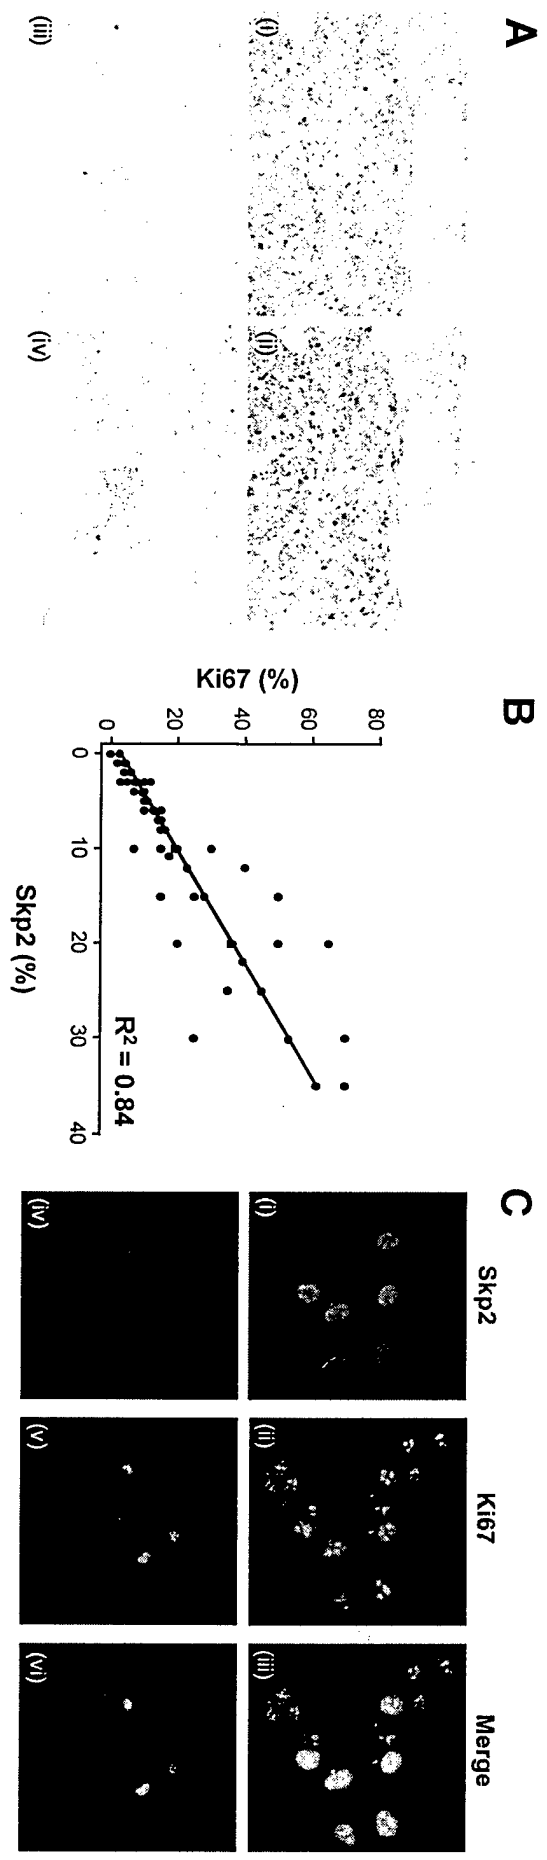 A
(i)
(ii)
(iii)
(iv)
B
Ki67 (%)
80
60
40
20
0
0 10 20 30 40
Skp2 (%)
R² = 0.84
C
Skp2 Ki67 Merge
(i) (ii) (iii)
(iv) (v) (vi)